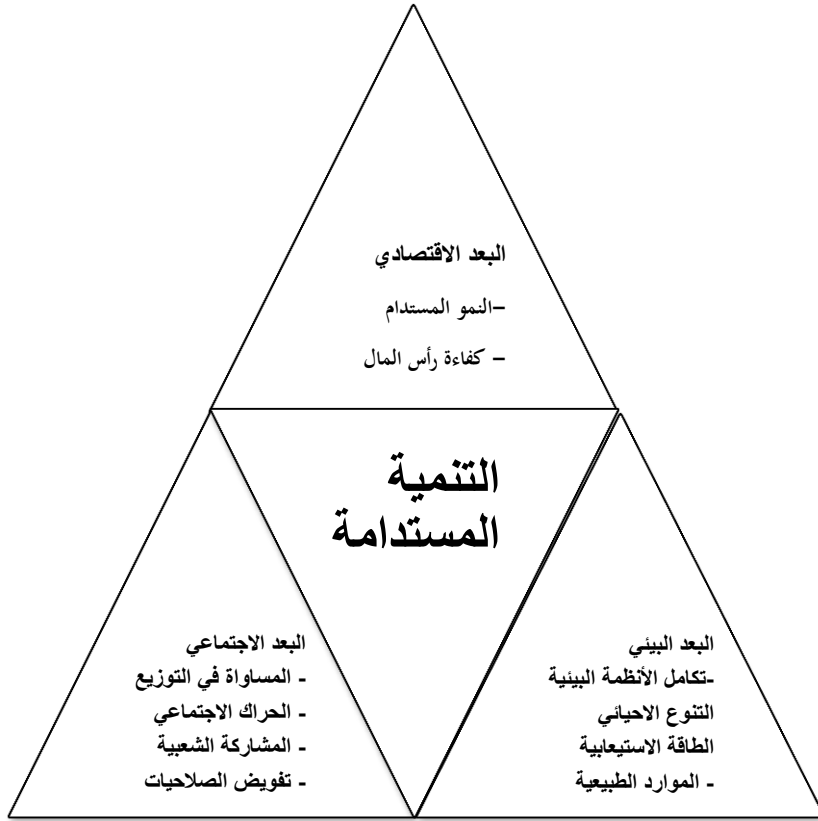 البعد الاقتصادي
–النمو المستدام
– كفاءة رأس المال
التنمية
المستدامة
البعد البيئي
-تكامل الأنظمة البيئية
التنوع الاحيائي
الطاقة الاستيعابية
- الموارد الطبيعية
البعد الاجتماعي
- المساواة في التوزيع
- الحراك الاجتماعي
- المشاركة الشعبية
- تفويض الصلاحيات